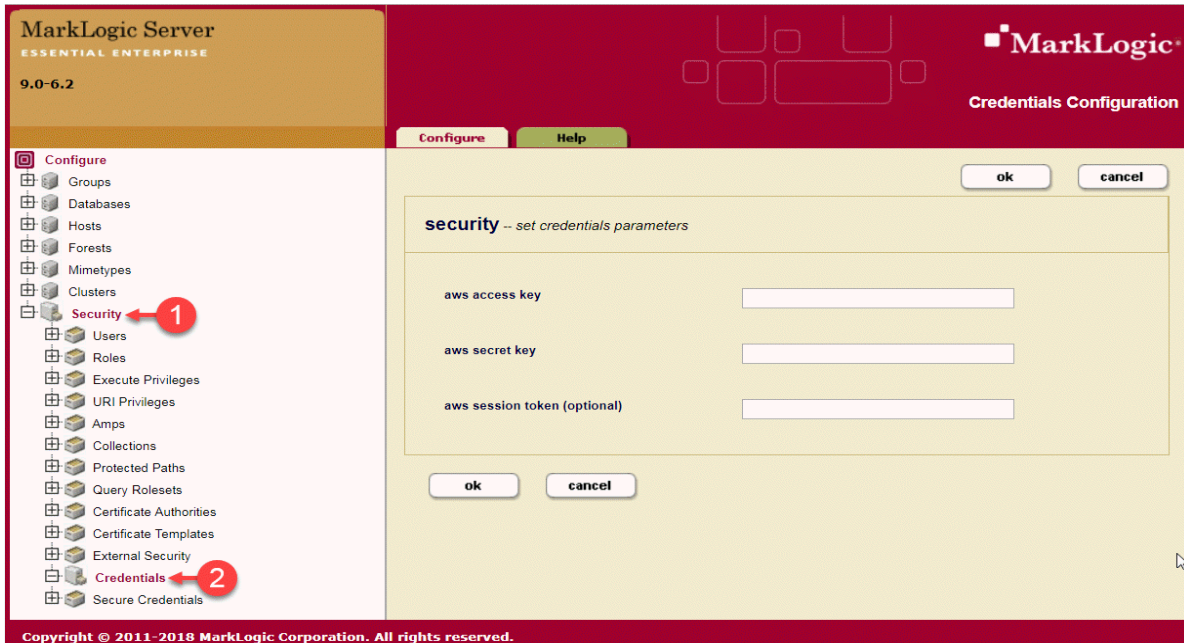 MarkLogic Server
ESSENTIAL ENTERPRISE
9.0-6.2
MarkLogic
Credentials Configuration
Configure
Help
Configure
Groups
Databases
Hosts
Forests
Mimetypes
Clusters
Security
1
Users
Roles
Execute Privileges
URI Privileges
Amps
Collections
Protected Paths
Query Rolesets
Certificate Authorities
Certificate Templates
External Security
Credentials
2
Secure Credentials
ok cancel
security -- set credentials parameters
aws access key
aws secret key
aws session token (optional)
ok cancel
Copyright © 2011-2018 MarkLogic Corporation. All rights reserved.